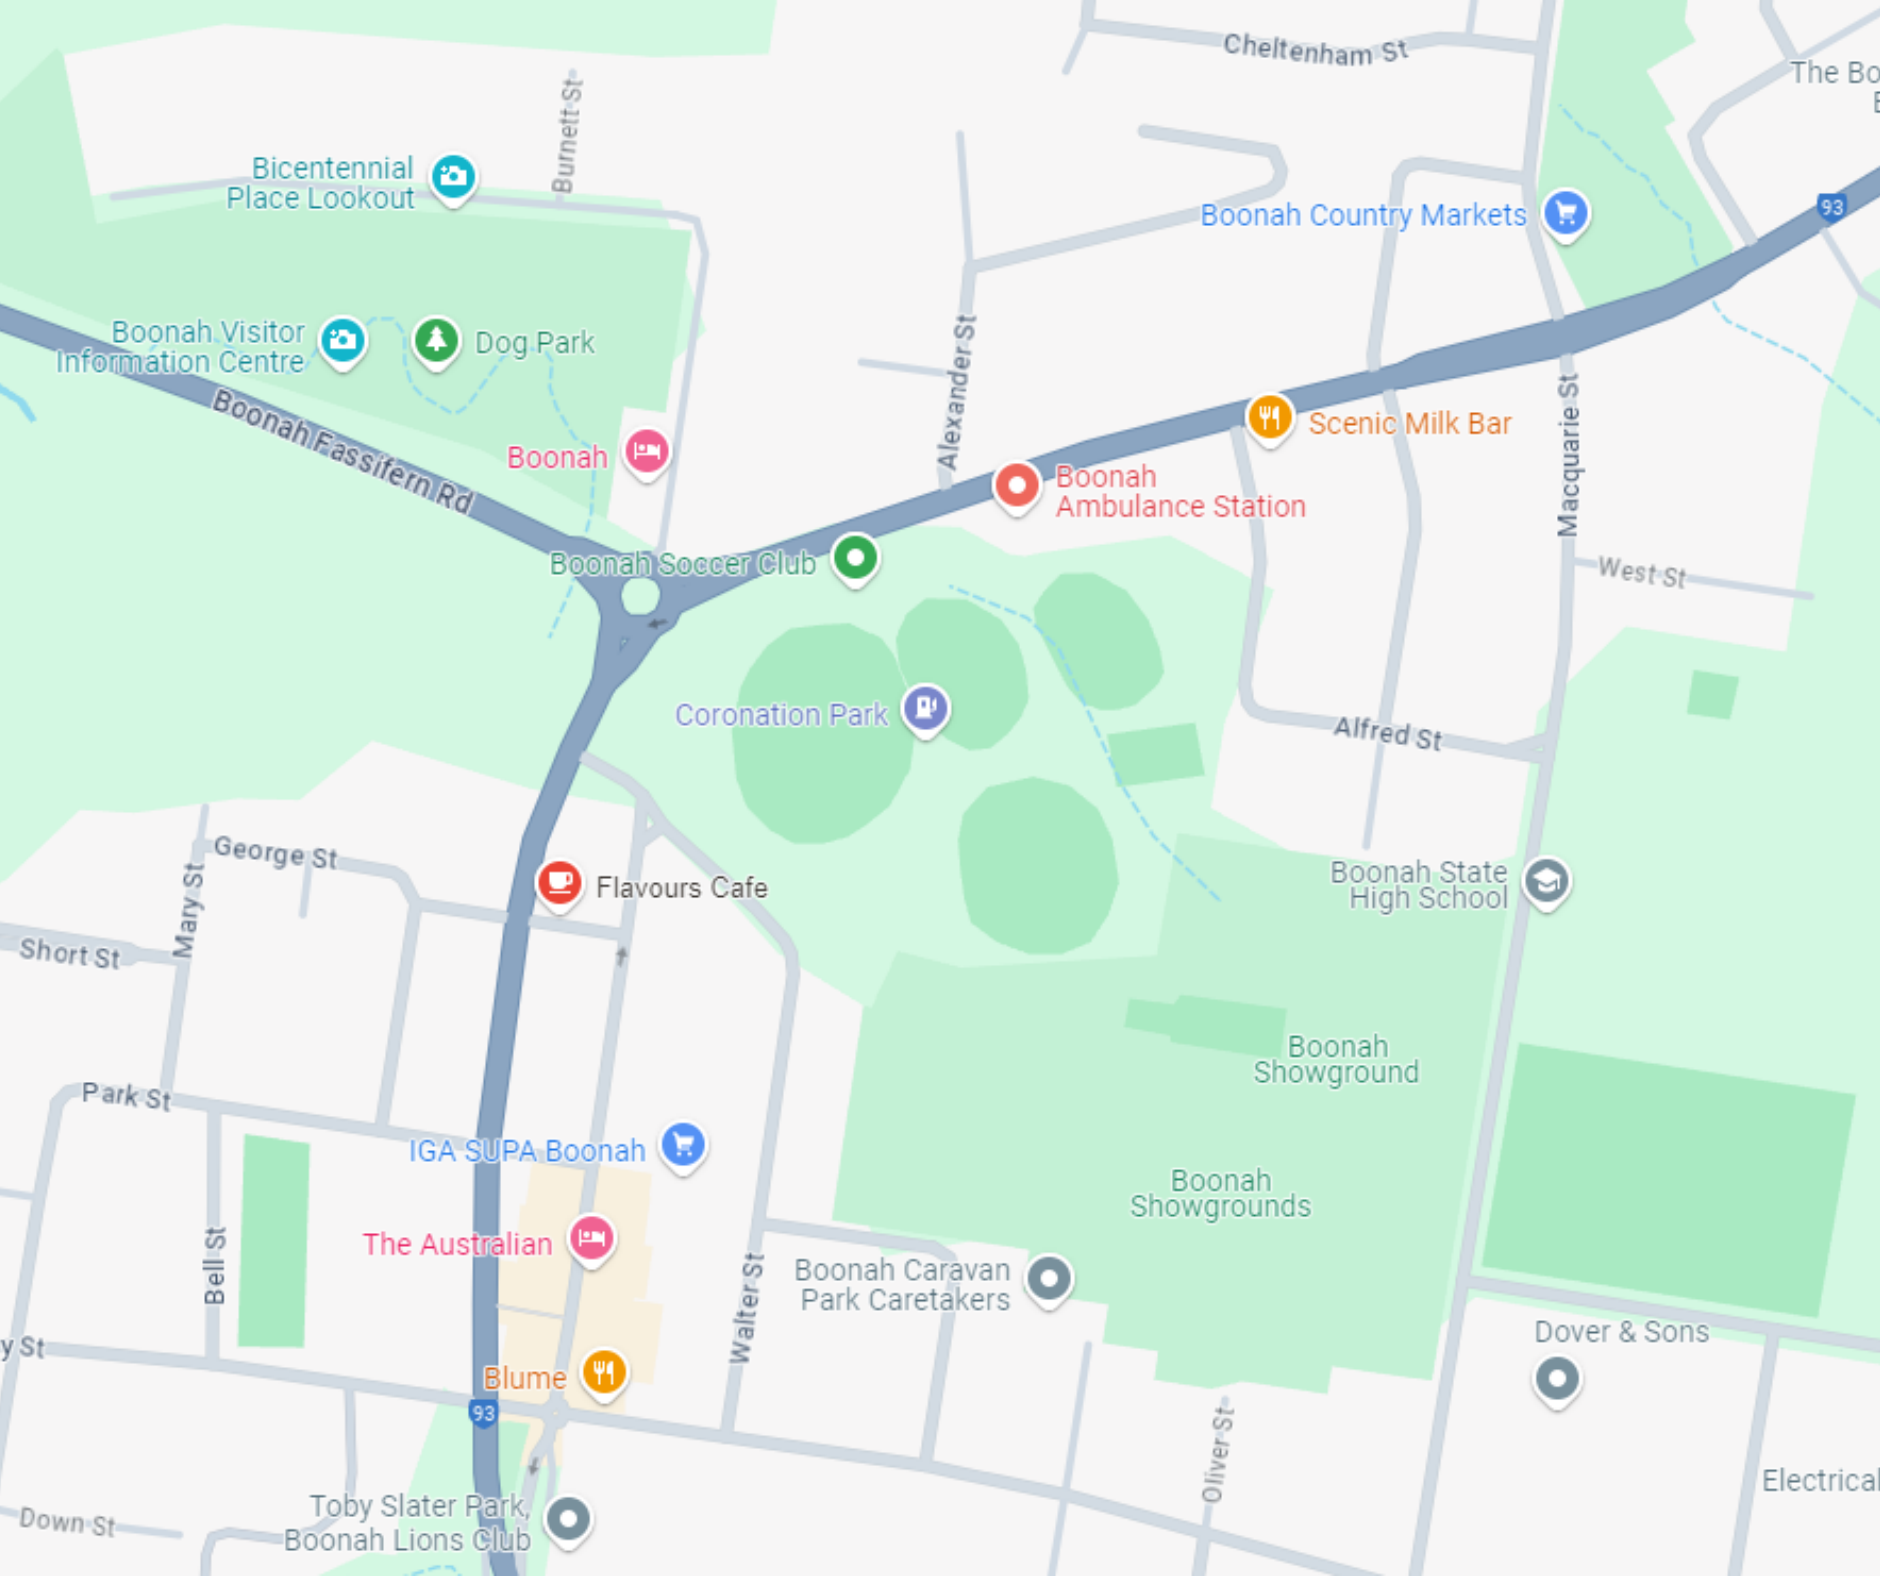 Cheltenham St
The Bo
Burnett St
Bicentennial
Place Lookout
Boonah Country Markets
93
Boonah Visitor
Information Centre
Dog Park
Alexander St
Boonah Fassifern Rd
Macquarie St
Scenic Milk Bar
Boonah
Boonah
Ambulance Station
Boonah Soccer Club
West St
Coronation Park
Alfred St
George St
Mary St
Flavours Cafe
Boonah State
High School
Short St
Boonah
Showground
Park St
IGA SUPA Boonah
Boonah
Showgrounds
Bell St
The Australian
Walter St
Boonah Caravan
Park Caretakers
Dover & Sons
y St
Blume
93
Oliver St
Electrical
Toby Slater Park,
Boonah Lions Club
Down St